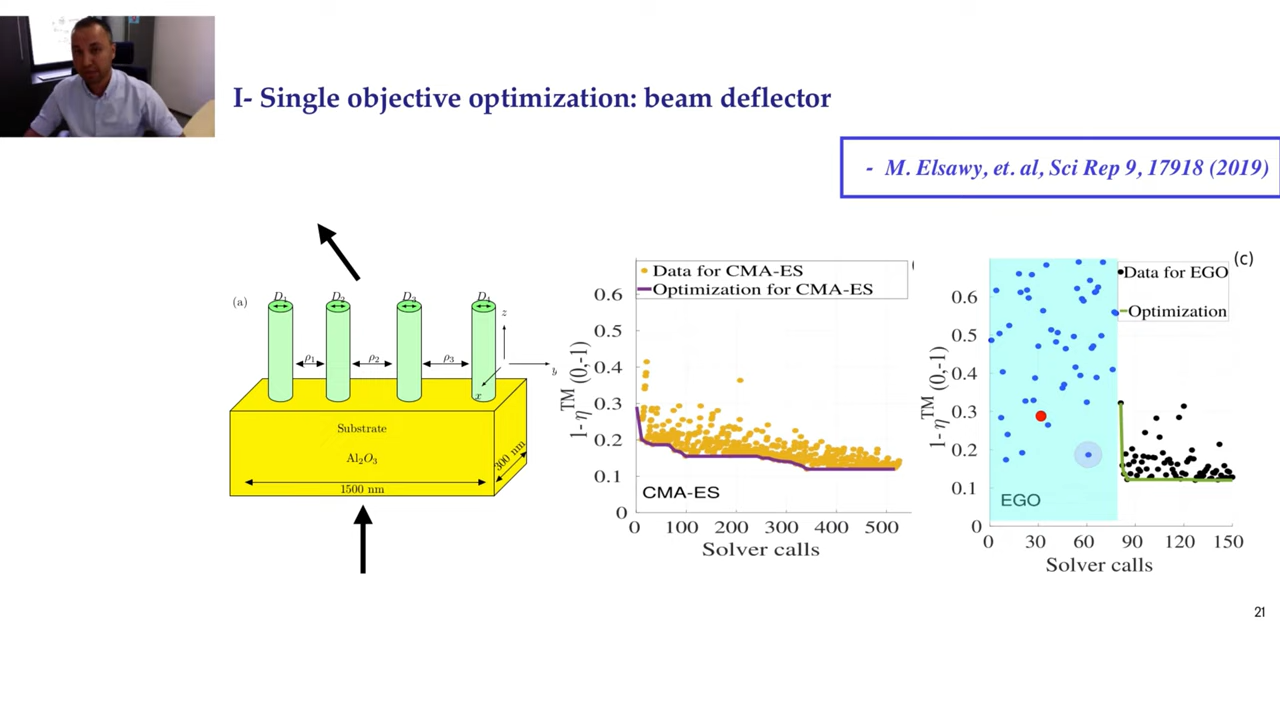 I- Single objective optimization: beam deflector
- M. Elsawy, et. al, Sci Rep 9, 17918 (2019)
(a)
D₁ D₂ D₃ D₄
z
ρ₁ ρ₂ ρ₃
y
x
Substrate
Al₂O₃
300 nm
1500 nm
Data for CMA-ES
Optimization for CMA-ES
1- η^TM (0,-1)
0.6
0.5
0.4
0.3
0.2
0.1
0
CMA-ES
0 100 200 300 400 500
Solver calls
(c)
Data for EGO
Optimization
1- η^TM (0,-1)
0.6
0.5
0.4
0.3
0.2
0.1
0
EGO
0 30 60 90 120 150
Solver calls
21